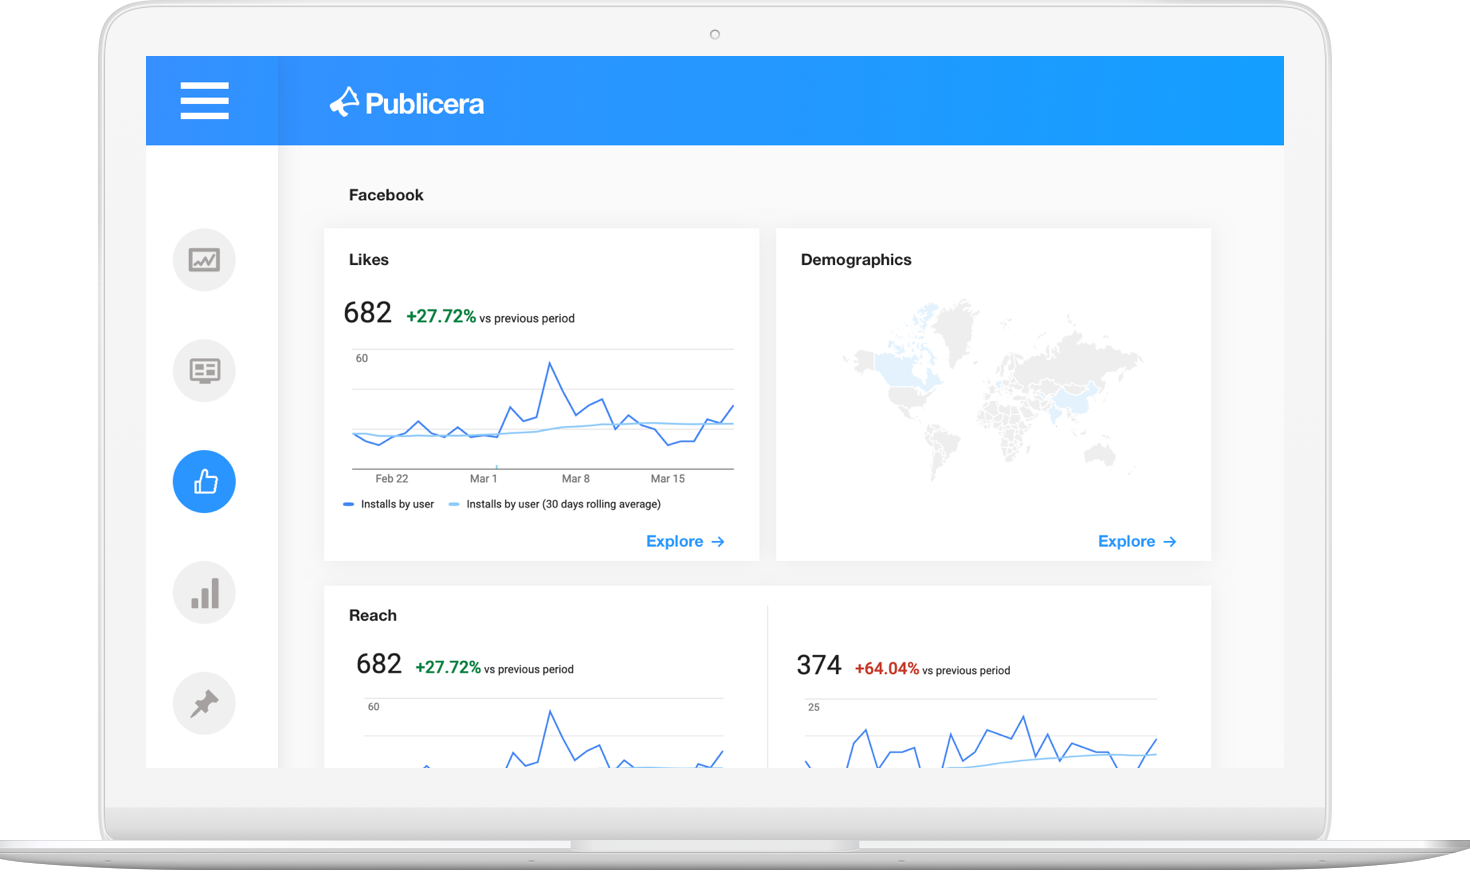 Publicera
Facebook
Likes
682 +27.72% vs previous period
60
Feb 22 Mar 1 Mar 8 Mar 15
Installs by user Installs by user (30 days rolling average)
Explore →
Demographics
Explore →
Reach
682 +27.72% vs previous period
60
374 +64.04% vs previous period
25